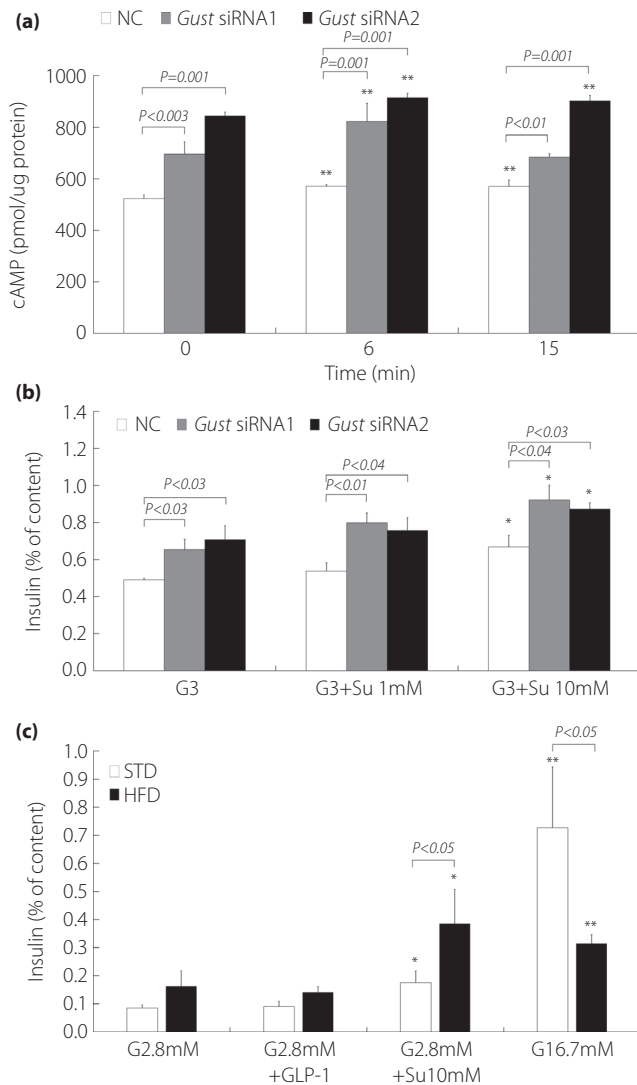 (a)
NC Gust siRNA1 Gust siRNA2
P=0.001
P=0.001 P=0.001
P=0.001
P<0.003 ** ** P<0.01 **
** **
1000
800
600
400
200
0
cAMP (pmol/ug protein)
0 6 15
Time (min)
(b)
NC Gust siRNA1 Gust siRNA2
1.4
1.2
1.0
0.8
0.6
0.4
0.2
0.0
Insulin (% of content)
P<0.03
P<0.03
P<0.04
P<0.01
P<0.03
P<0.04
* * *
G3 G3+Su 1mM G3+Su 10mM
(c)
STD
HFD
1.0
0.9
0.8
0.7
0.6
0.5
0.4
0.3
0.2
0.1
0.0
Insulin (% of content)
P<0.05
P<0.05
* *
** **
G2.8mM G2.8mM G2.8mM G16.7mM
+GLP-1 +Su10mM